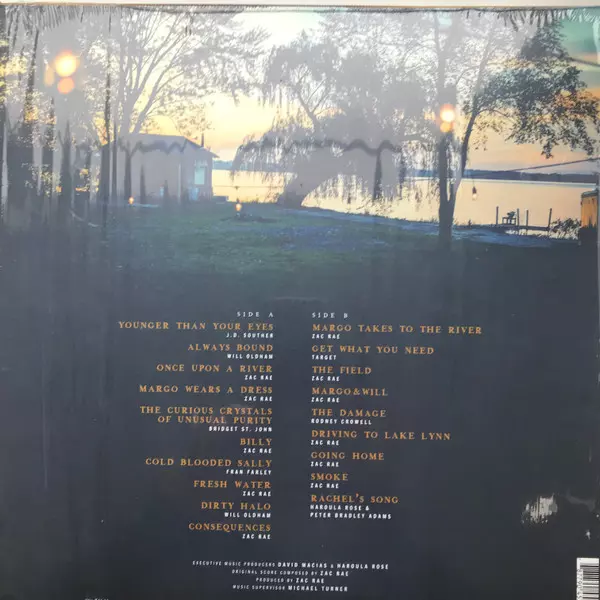 SIDE A
YOUNGER THAN YOUR EYES
J.D. SOUTHER
ALWAYS BOUND
WILL OLDHAM
ONCE UPON A RIVER
ZAC RAE
MARGO WEARS A DRESS
ZAC RAE
THE CURIOUS CRYSTALS
OF UNUSUAL PURITY
BRIDGET ST. JOHN
BILLY
ZAC RAE
COLD BLOODED SALLY
FRAN FARLEY
FRESH WATER
ZAC RAE
DIRTY HALO
WILL OLDHAM
CONSEQUENCES
ZAC RAE
SIDE B
MARGO TAKES TO THE RIVER
ZAC RAE
GET WHAT YOU NEED
TARGET
THE FIELD
ZAC RAE
MARGO & WILL
ZAC RAE
THE DAMAGE
RODNEY CROWELL
DRIVING TO LAKE LYNN
ZAC RAE
GOING HOME
ZAC RAE
SMOKE
ZAC RAE
RACHEL'S SONG
HAROULA ROSE &
PETER BRADLEY ADAMS
EXECUTIVE MUSIC PRODUCERS DAVID MACIAS & HAROULA ROSE
ORIGINAL SCORE COMPOSED BY ZAC RAE
PRODUCED BY ZAC RAE
MUSIC SUPERVISOR MICHAEL TURNER